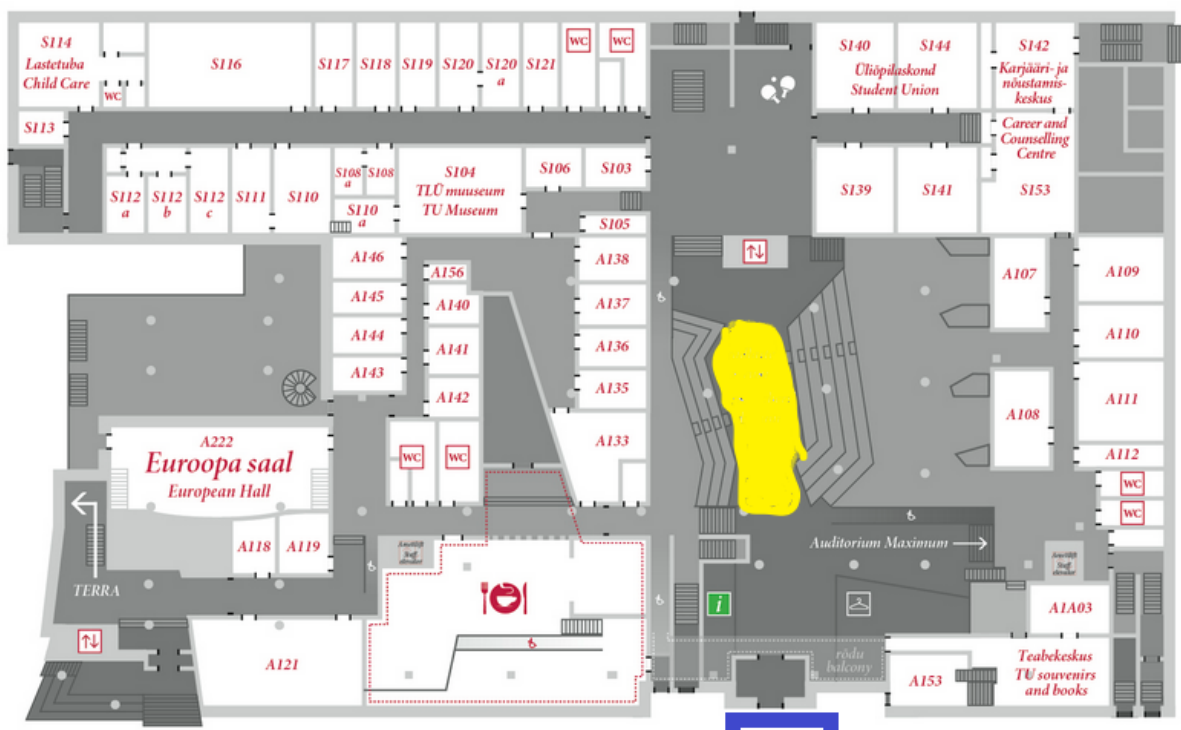 S114
Lastetuba
Child Care
WC
S113
S116
S117
S118
S119
S120
S120
a
S121
WC
WC
S140
S144
Üliõpilaskond
Student Union
S142
Karjääri- ja
nõustamis-
keskus
Career and
Counselling
Centre
S153
S112
a
S112
b
S112
c
S111
S110
S108
a
S108
S110
a
S104
TLÜ muuseum
TU Museum
S106
S103
S105
S139
S141
A146
A145
A144
A143
A156
A140
A141
A142
WC
WC
A138
A137
A136
A135
A133
A107
A108
A109
A110
A111
A112
WC
WC
A222
Euroopa saal
European Hall
A118
A119
TERRA
A121
Auditorium Maximum
i
rõdu
balcony
A1A03
A153
Teabekeskus
TU souvenirs
and books